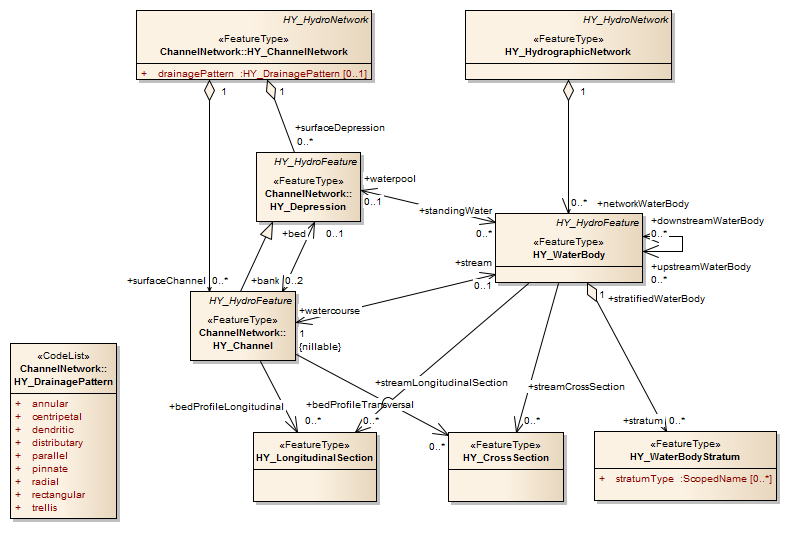 HY_HydroNetwork
«FeatureType»
ChannelNetwork::HY_ChannelNetwork
+ drainagePattern :HY_DrainagePattern [0..1]
HY_HydroNetwork
«FeatureType»
HY_HydrographicNetwork
1
1
1
+surfaceDepression
0..*
HY_HydroFeature
«FeatureType»
ChannelNetwork::
HY_Depression
+waterpool
0..1
+standingWater
0..*
0..*
+networkWaterBody
HY_HydroFeature
«FeatureType»
HY_WaterBody
+downstreamWaterBody
0..*
+upstreamWaterBody
0..*
+bed
0..1
+stream
0..1
+surfaceChannel
0..*
+bank
0..2
HY_HydroFeature
«FeatureType»
ChannelNetwork::
HY_Channel
+watercourse
1
{nillable}
1
+stratifiedWaterBody
«CodeList»
ChannelNetwork::
HY_DrainagePattern
+ annular
+ centripetal
+ dendritic
+ distributary
+ parallel
+ pinnate
+ radial
+ rectangular
+ trellis
+streamLongitudinalSection
+streamCrossSection
+bedProfileLongitudinal
+bedProfileTransversal
0..*
0..*
0..*
0..*
+stratum
0..*
«FeatureType»
HY_LongitudinalSection
«FeatureType»
HY_CrossSection
«FeatureType»
HY_WaterBodyStratum
+ stratumType :ScopedName [0..*]